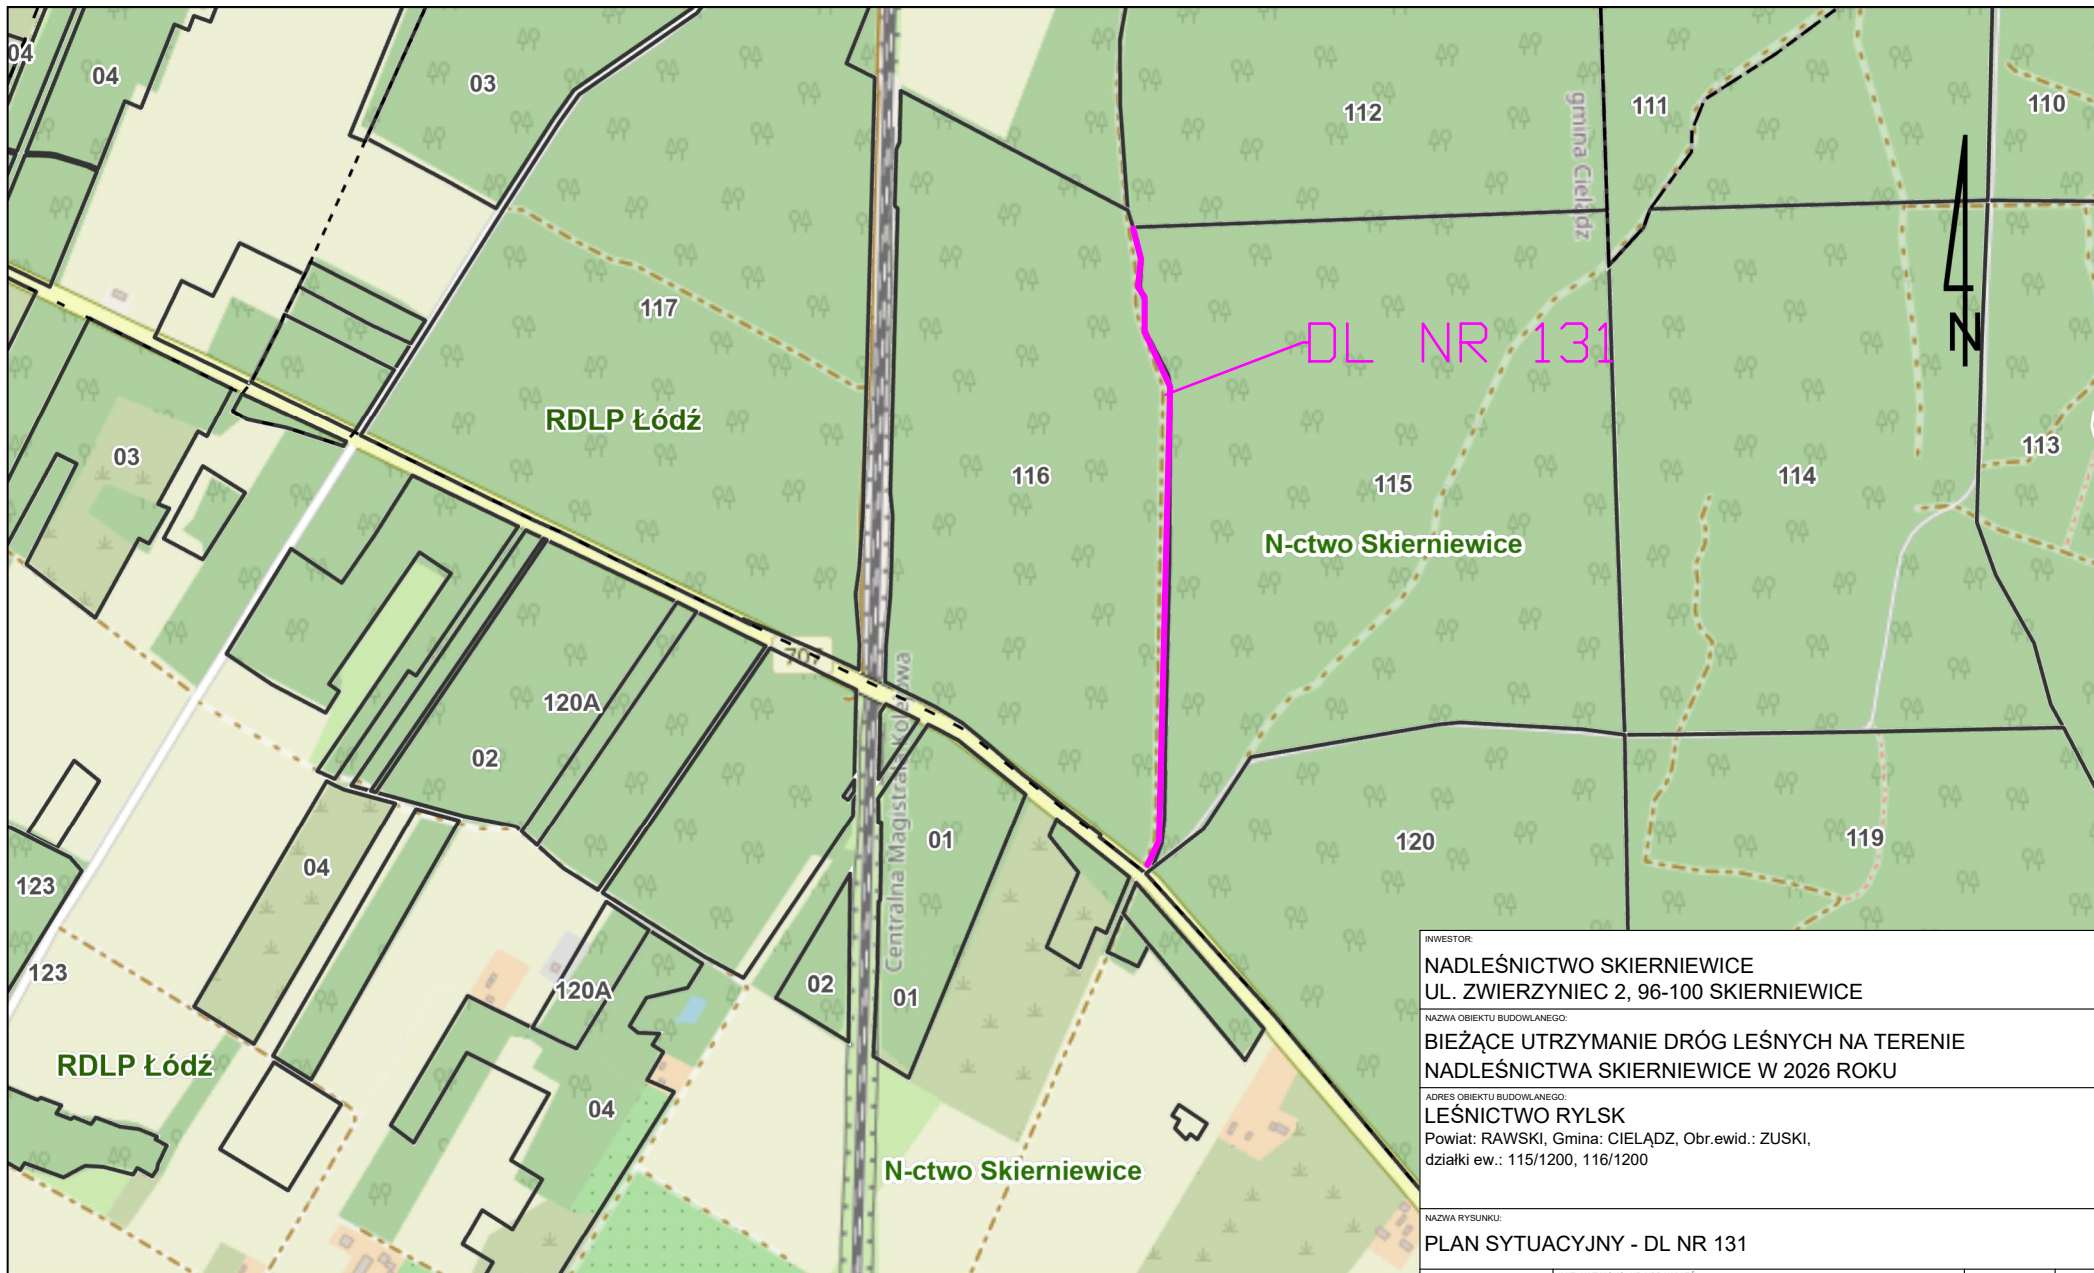 04
04
03
112
111
110
gmina Cielądz
117
DL NR 131
N
RDLP Łódź
03
116
115
114
113
N-ctwo Skierniewice
707
Centralna Magistrala Kolejowa
120A
02
01
120
119
04
123
123
120A
02
01
RDLP Łódź
04
N-ctwo Skierniewice
INWESTOR:
NADLEŚNICTWO SKIERNIEWICE
UL. ZWIERZYNIEC 2, 96-100 SKIERNIEWICE
NAZWA OBIEKTU BUDOWLANEGO:
BIEŻĄCE UTRZYMANIE DRÓG LEŚNYCH NA TERENIE
NADLEŚNICTWA SKIERNIEWICE W 2026 ROKU
ADRES OBIEKTU BUDOWLANEGO:
LEŚNICTWO RYLSK
Powiat: RAWSKI, Gmina: CIELĄDZ, Obr.ewid.: ZUSKI,
działki ew.: 115/1200, 116/1200
NAZWA RYSUNKU:
PLAN SYTUACYJNY - DL NR 131